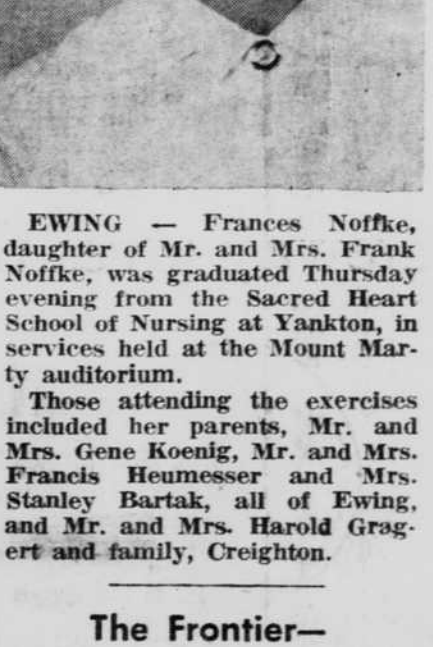 EWING — Frances Noffke,
daughter of Mr. and Mrs. Frank
Noffke, was graduated Thursday
evening from the Sacred Heart
School of Nursing at Yankton, in
services held at the Mount Mar-
ty auditorium.
Those attending the exercises
included her parents, Mr. and
Mrs. Gene Koenig, Mr. and Mrs.
Francis Heumesser and Mrs.
Stanley Bartak, all of Ewing,
and Mr. and Mrs. Harold Grag-
ert and family, Creighton.
The Frontier—